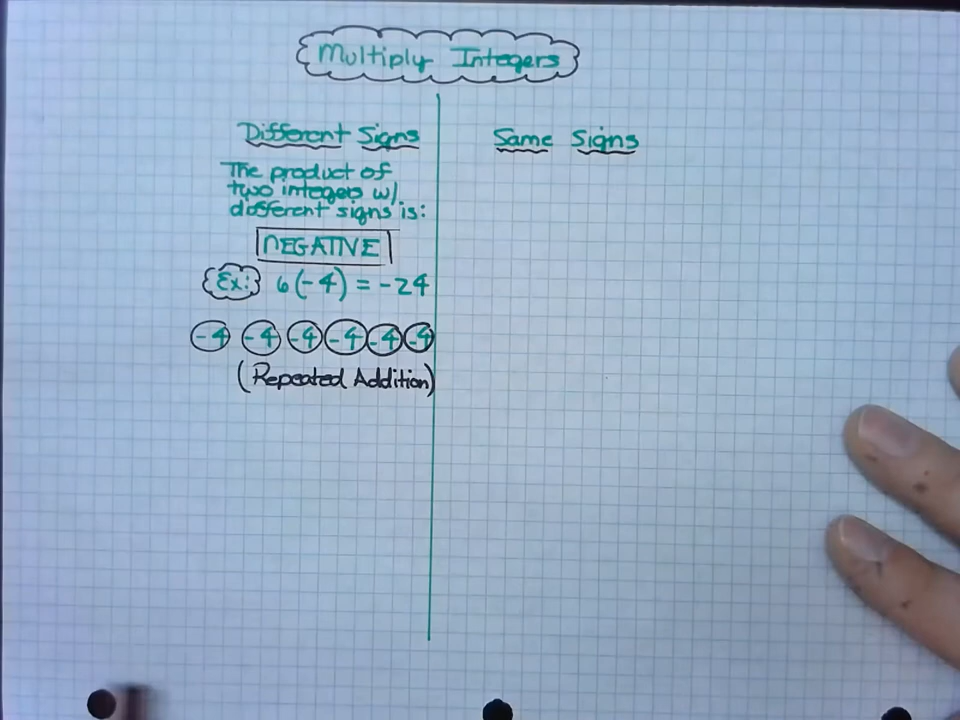 Multiply Integers
Different Signs
The product of
two integers w/
different signs is:
NEGATIVE
Ex: 6(-4) = -24
-4 -4 -4 -4 -4 -4
(Repeated Addition)
Same Signs